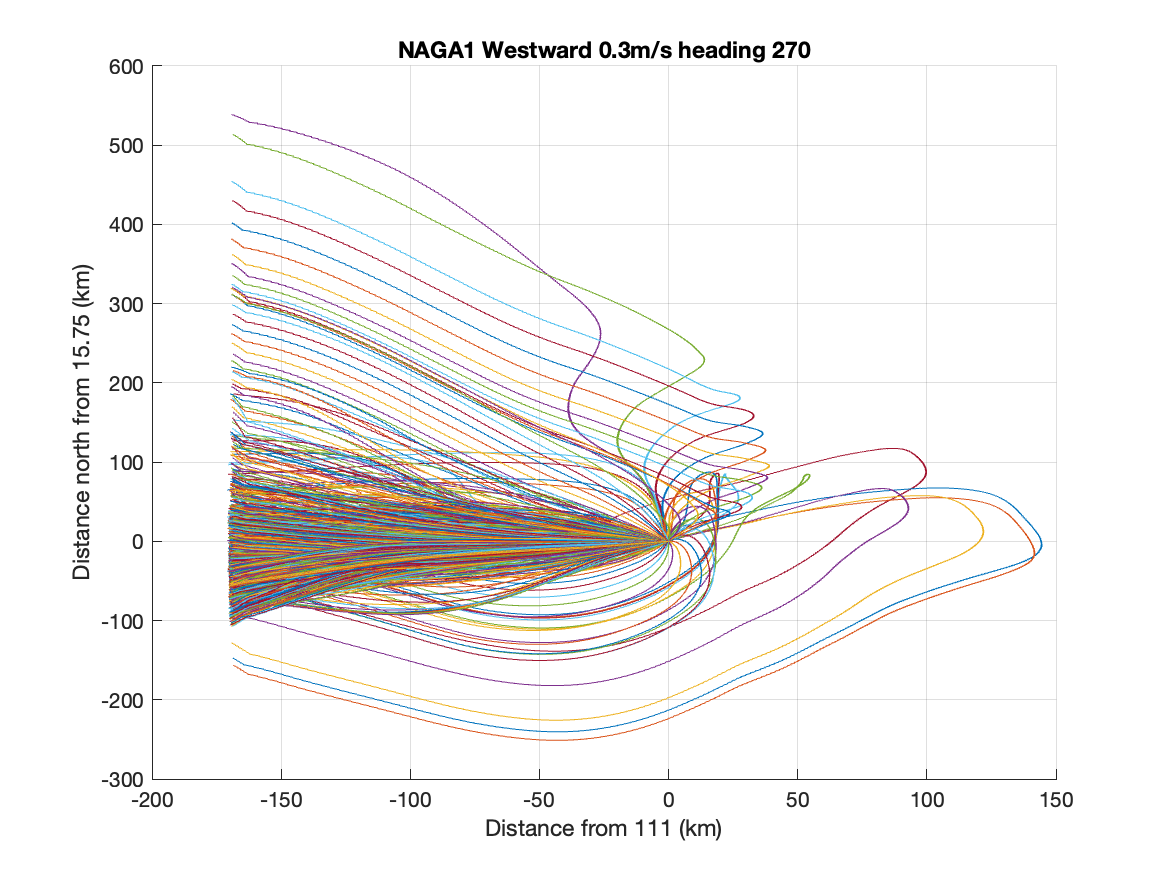 NAGA1 Westward 0.3m/s heading 270
600
500
400
300
200
100
0
-100
-200
-300
Distance north from 15.75 (km)
-200 -150 -100 -50 0 50 100 150
Distance from 111 (km)